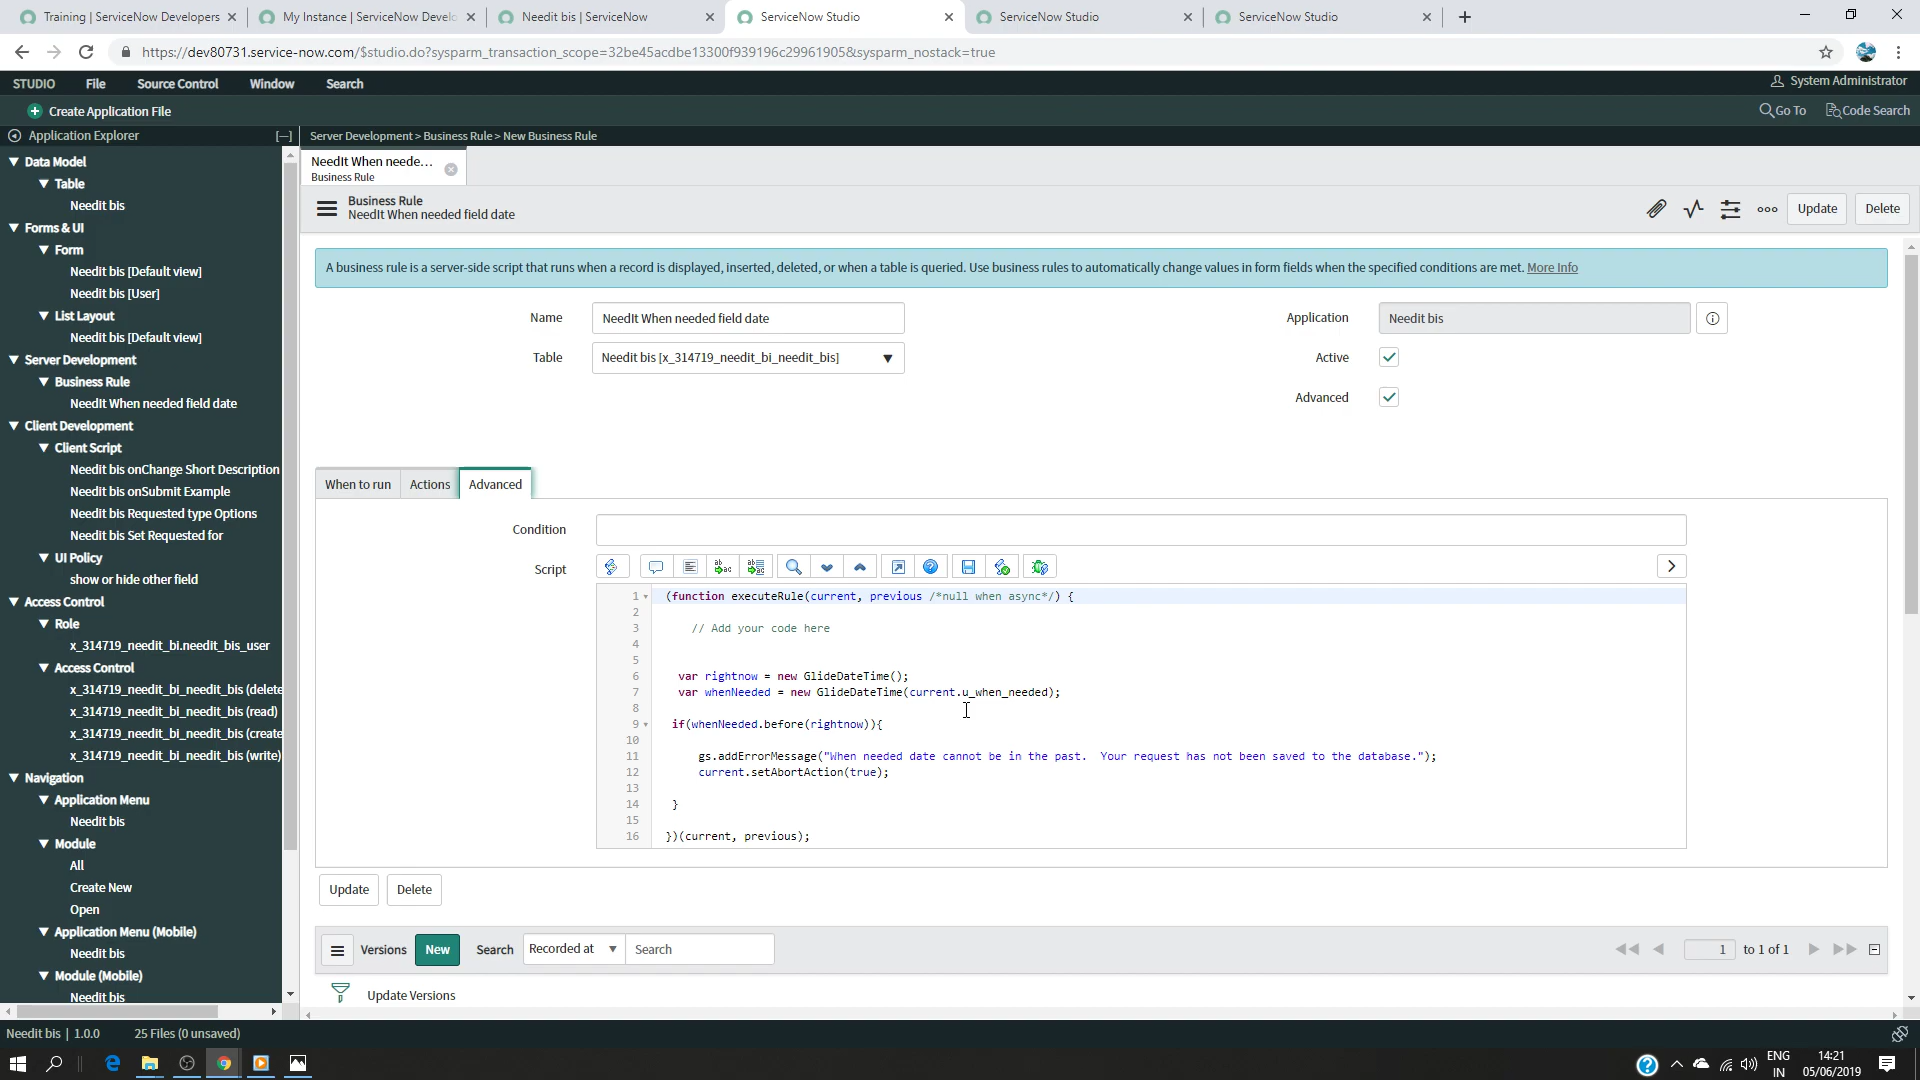 Training | ServiceNow Developers
My Instance | ServiceNow Develo
Needit bis | ServiceNow
ServiceNow Studio
ServiceNow Studio
ServiceNow Studio
https://dev80731.service-now.com/$studio.do?sysparm_transaction_scope=32be45acdbe13300f939196c29961905&sysparm_nostack=true
STUDIO File Source Control Window Search
System Administrator
Create Application File
Go To Code Search
Application Explorer
Server Development > Business Rule > New Business Rule
Data Model
Table
Needit bis
Forms & UI
Form
Needit bis [Default view]
Needit bis [User]
List Layout
Needit bis [Default view]
Server Development
Business Rule
NeedIt When needed field date
Client Development
Client Script
Needit bis onChange Short Description
Needit bis onSubmit Example
Needit bis Requested type Options
Needit bis Set Requested for
UI Policy
show or hide other field
Access Control
Role
x_314719_needit_bi.needit_bis_user
Access Control
x_314719_needit_bi_needit_bis (delete
x_314719_needit_bi_needit_bis (read)
x_314719_needit_bi_needit_bis (create
x_314719_needit_bi_needit_bis (write)
Navigation
Application Menu
Needit bis
Module
All
Create New
Open
Application Menu (Mobile)
Needit bis
Module (Mobile)
Needit bis
NeedIt When neede...
Business Rule
Business Rule
NeedIt When needed field date
Update Delete
A business rule is a server-side script that runs when a record is displayed, inserted, deleted, or when a table is queried. Use business rules to automatically change values in form fields when the specified conditions are met. More Info
Name NeedIt When needed field date
Application Needit bis
Table Needit bis [x_314719_needit_bi_needit_bis]
Active
Advanced
When to run Actions Advanced
Condition
Script
1 (function executeRule(current, previous /*null when async*/) {
2
3 // Add your code here
4
5
6 var rightnow = new GlideDateTime();
7 var whenNeeded = new GlideDateTime(current.u_when_needed);
8
9 if(whenNeeded.before(rightnow)){
10
11 gs.addErrorMessage("When needed date cannot be in the past. Your request has not been saved to the database.");
12 current.setAbortAction(true);
13
14 }
15
16 })(current, previous);
Update Delete
Versions New Search Recorded at Search
1 to 1 of 1
Update Versions
Needit bis | 1.0.0 25 Files (0 unsaved)
ENG
IN
14:21
05/06/2019